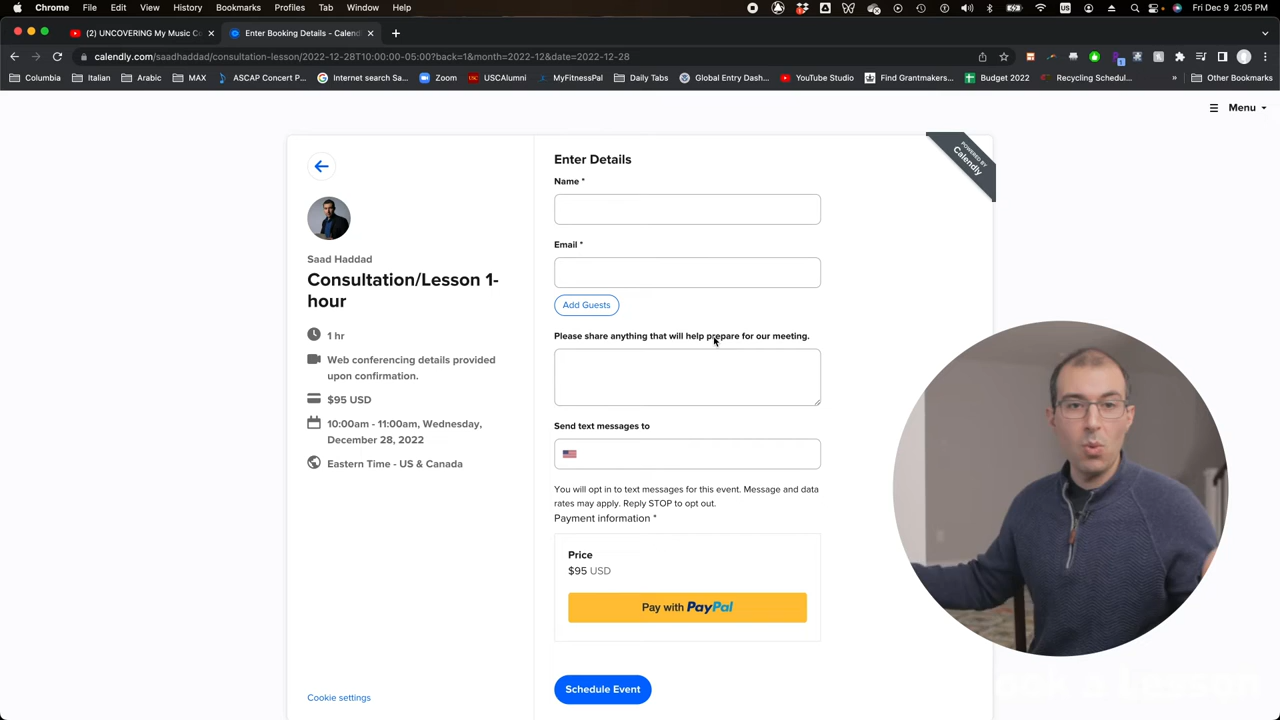 Chrome File Edit View History Bookmarks Profiles Tab Window Help Fri Dec 9 2:05 PM
(2) UNCOVERING My Music C
Enter Booking Details - Calend
calendly.com/saadhaddad/consultation-lesson/2022-12-28T10:00:00-05:00?back=1&month=2022-12&date=2022-12-28
Columbia Italian Arabic MAX ASCAP Concert P... Internet search Sa... Zoom USCAlumni MyFitnessPal Daily Tabs Global Entry Dash... YouTube Studio Find Grantmakers... Budget 2022 Recycling Schedul... » Other Bookmarks
Menu
POWERED BY
Calendly
Saad Haddad
Consultation/Lesson 1-
hour
1 hr
Web conferencing details provided
upon confirmation.
$95 USD
10:00am - 11:00am, Wednesday,
December 28, 2022
Eastern Time - US & Canada
Cookie settings
Enter Details
Name *
Email *
Add Guests
Please share anything that will help prepare for our meeting.
Send text messages to
You will opt in to text messages for this event. Message and data
rates may apply. Reply STOP to opt out.
Payment information *
Price
$95 USD
Pay with PayPal
Schedule Event